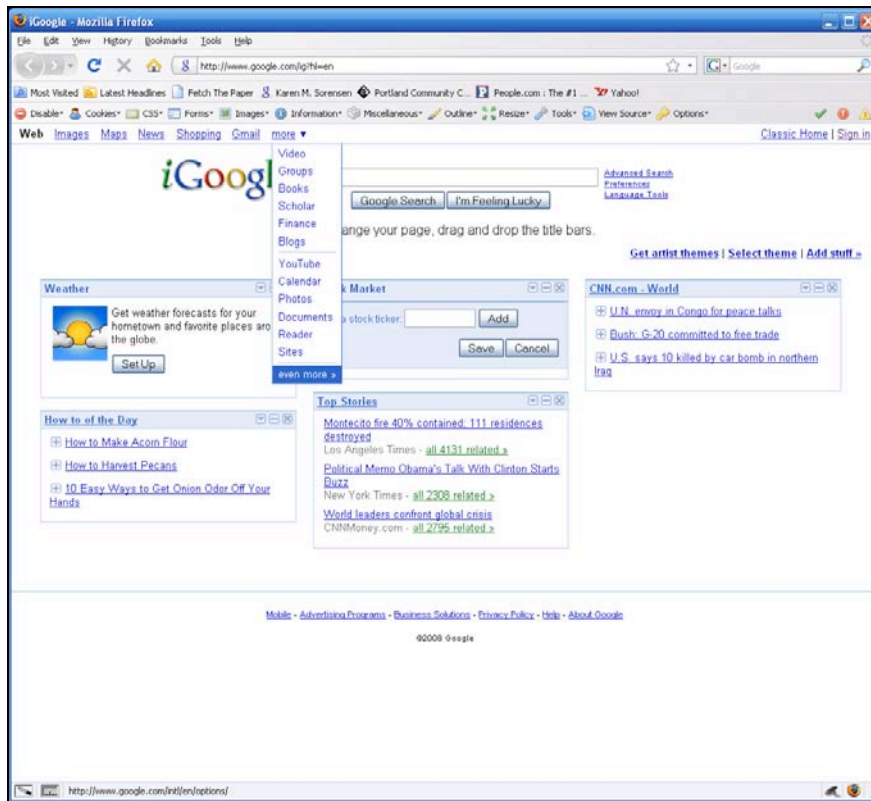 iGoogle - Mozilla Firefox
File Edit View History Bookmarks Tools Help
http://www.google.com/ig?hl=en
Google
Most Visited Latest Headlines Fetch The Paper Karen M. Sorensen Portland Community C... People.com : The #1 ... Yahoo!
Disable Cookies CSS Forms Images Information Miscellaneous Outline Resize Tools View Source Options
Web Images Maps News Shopping Gmail more ▼
Classic Home | Sign in
Video
Groups
Books
Scholar
Finance
Blogs
YouTube
Calendar
Photos
Documents
Reader
Sites
even more »
iGoogl
Advanced Search
Preferences
Language Tools
Google Search I'm Feeling Lucky
ange your page, drag and drop the title bars.
Get artist themes | Select theme | Add stuff »
Weather
Get weather forecasts for your
hometown and favorite places aro
the globe.
Set Up
How to of the Day
How to Make Acorn Flour
How to Harvest Pecans
10 Easy Ways to Get Onion Odor Off Your
Hands
k Market
a stock ticker: Add
Save Cancel
Top Stories
Montecito fire 40% contained; 111 residences
destroyed
Los Angeles Times - all 4131 related »
Political Memo Obama's Talk With Clinton Starts
Buzz
New York Times - all 2308 related »
World leaders confront global crisis
CNNMoney.com - all 2795 related »
CNN.com - World
U.N. envoy in Congo for peace talks
Bush: G-20 committed to free trade
U.S. says 10 killed by car bomb in northern
Iraq
Mobile - Advertising Programs - Business Solutions - Privacy Policy - Help - About Google
©2008 Google
http://www.google.com/intl/en/options/